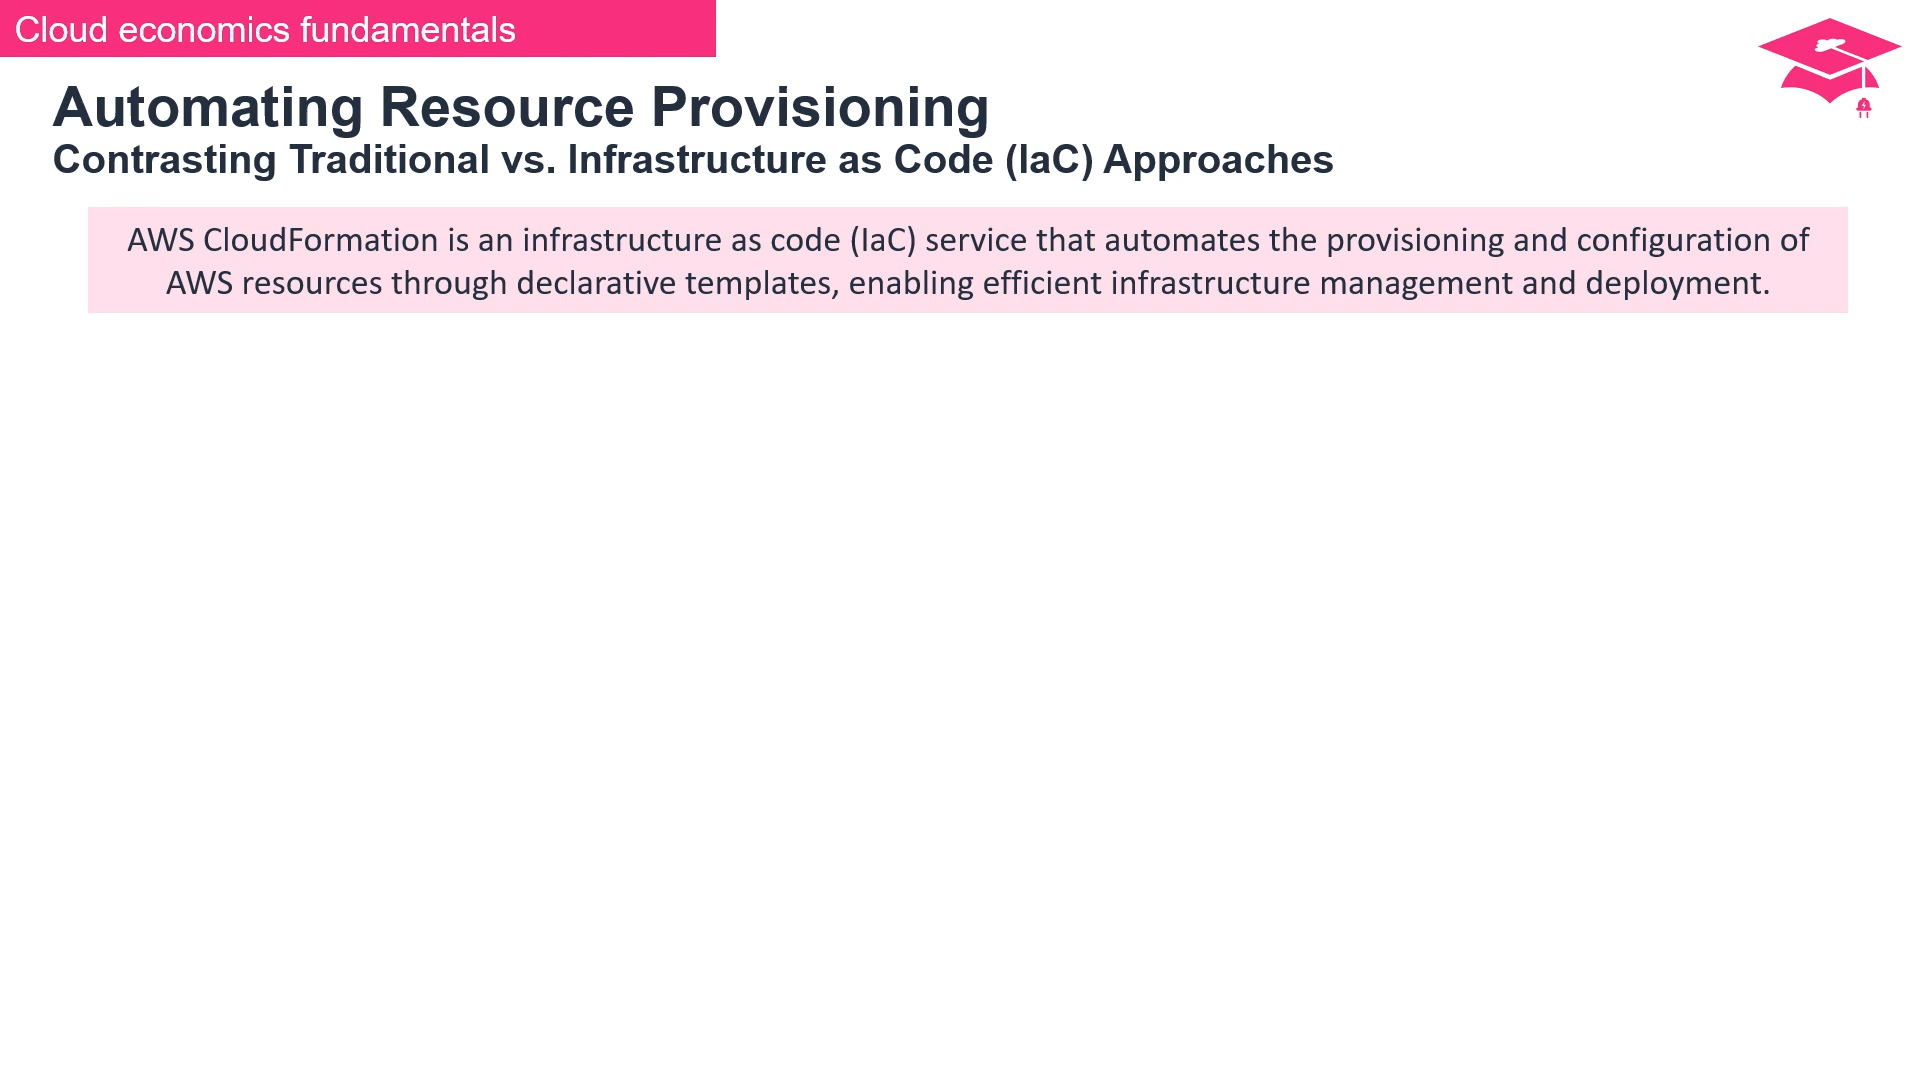 Cloud economics fundamentals
Automating Resource Provisioning
Contrasting Traditional vs. Infrastructure as Code (IaC) Approaches
AWS CloudFormation is an infrastructure as code (IaC) service that automates the provisioning and configuration of
AWS resources through declarative templates, enabling efficient infrastructure management and deployment.